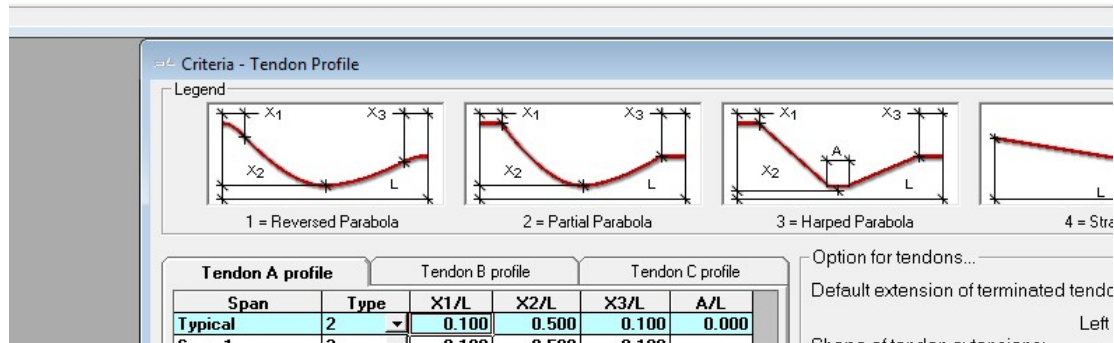 Criteria - Tendon Profile
Legend
X1 X3 X2 L
X1 X3 X2 L
X1 X3 A X2 L
L
1 = Reversed Parabola
2 = Partial Parabola
3 = Harped Parabola
4 = Stra
Tendon A profile Tendon B profile Tendon C profile
Span Type X1/L X2/L X3/L A/L
Typical 2 0.100 0.500 0.100 0.000
Option for tendons...
Default extension of terminated tendo
Left